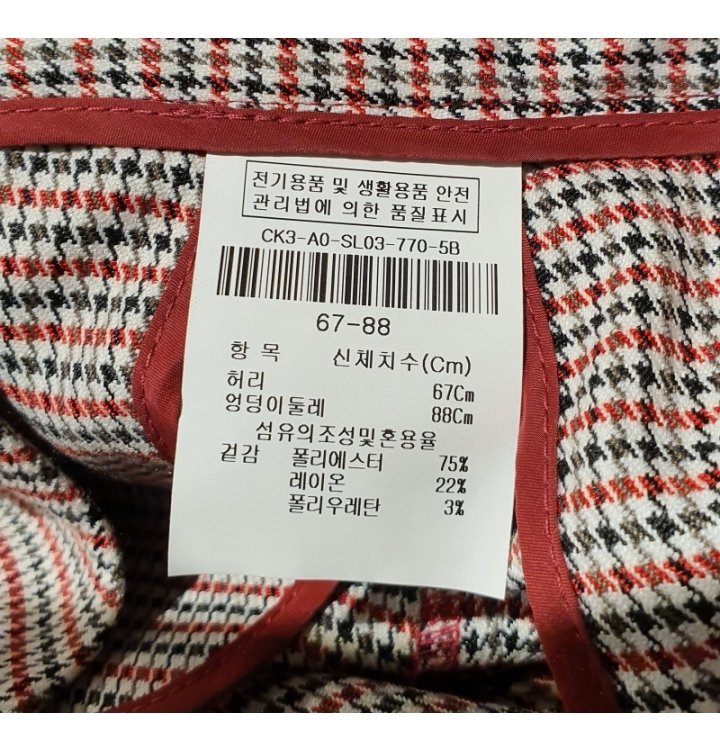 전기용품 및 생활용품 안전
관리법에 의한 품질표시
CK3-A0-SL03-770-5B
67-88
항 목 신체치수(Cm)
허리 67Cm
엉덩이둘레 88Cm
섬유의조성및혼용율
겉감 폴리에스터 75%
레이온 22%
폴리우레탄 3%